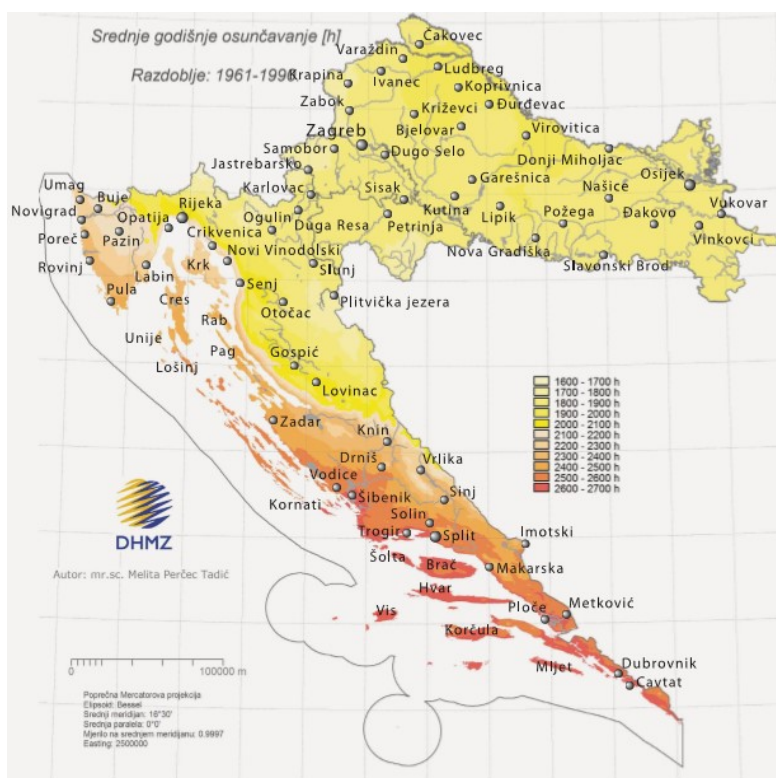 Srednje godišnje osunčavanje [h]
Razdoblje: 1961-1990
Čakovec
Varaždin
Ludbreg
Ivanec
Krapina
Koprivnica
Zabok
Križevci
Đurđevac
Zagreb
Bjelovar
Virovitica
Samobor
Dugo Selo
Donji Miholjac
Jastrebarsko
Garešnica
Osijek
Umag
Buje
Rijeka
Karlovac
Sisak
Našice
Vukovar
Novigrad
Opatija
Ogulin
Duga Resa
Petrinja
Kutina
Lipik
Požega
Đakovo
Poreč
Pazin
Crikvenica
Vinkovci
Rovinj
Labin
Krk
Novi Vinodolski
Slunj
Nova Gradiška
Slavonski Brod
Pula
Cres
Senj
Plitvička jezera
Otočac
Rab
Unije
Pag
Gospić
Lošinj
Lovinac
1600 - 1700 h
1700 - 1800 h
1800 - 1900 h
1900 - 2000 h
2000 - 2100 h
2100 - 2200 h
2200 - 2300 h
2300 - 2400 h
2400 - 2500 h
2500 - 2600 h
2600 - 2700 h
Zadar
Knin
Drniš
Vrlika
Vodice
Šibenik
Sinj
Kornati
Solin
Trogir
Split
Imotski
DHMZ
Šolta
Brač
Makarska
Autor: mr.sc. Melita Perčec Tadić
Hvar
Vis
Ploče
Metković
Korčula
Mljet
Dubrovnik
Cavtat
0 100000 m
Poprečna Mercatorova projekcija
Elipsoid: Bessel
Srednji meridijan: 16°30'
Srednja paralela: 0°0'
Mjerilo na srednjem meridijanu: 0.9997
Easting: 2500000